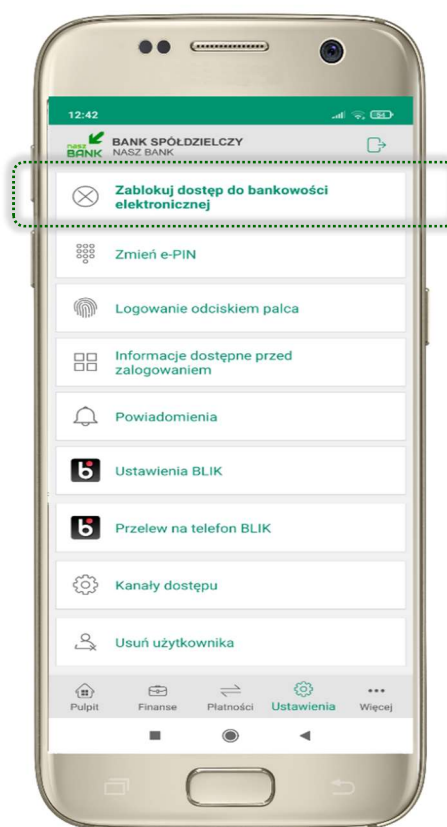 12:42
54
nasz
BANK
BANK SPÓŁDZIELCZY
NASZ BANK
Zablokuj dostęp do bankowości
elektronicznej
Zmień e-PIN
Logowanie odciskiem palca
Informacje dostępne przed
zalogowaniem
Powiadomienia
Ustawienia BLIK
Przelew na telefon BLIK
Kanały dostępu
Usuń użytkownika
Pulpit Finanse Płatności Ustawienia Więcej